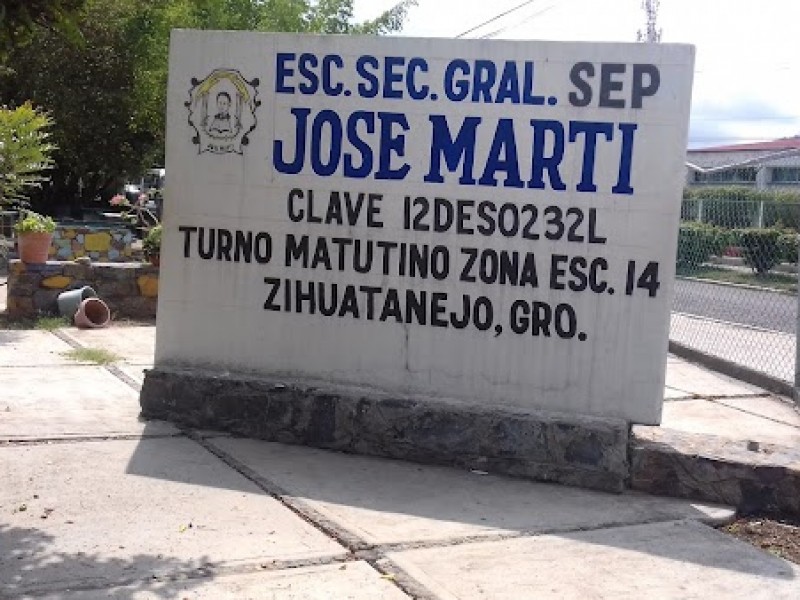 ESC. SEC. GRAL. SEP
JOSE MARTI
CLAVE 12DES0232L
TURNO MATUTINO ZONA ESC. 14
ZIHUATANEJO, GRO.